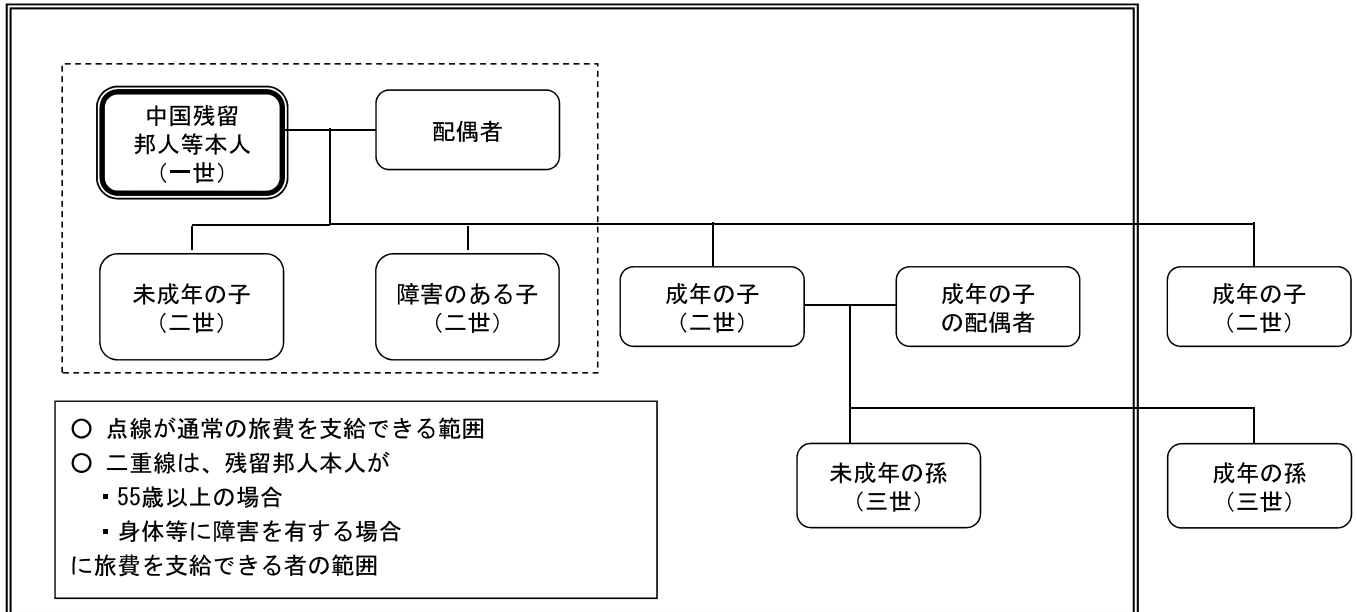 中国残留
邦人等本人
（一世）
配偶者
未成年の子
（二世）
障害のある子
（二世）
成年の子
（二世）
成年の子
の配偶者
成年の子
（二世）
○ 点線が通常の旅費を支給できる範囲
○ 二重線は、残留邦人本人が
・55歳以上の場合
・身体等に障害を有する場合
に旅費を支給できる者の範囲
未成年の孫
（三世）
成年の孫
（三世）